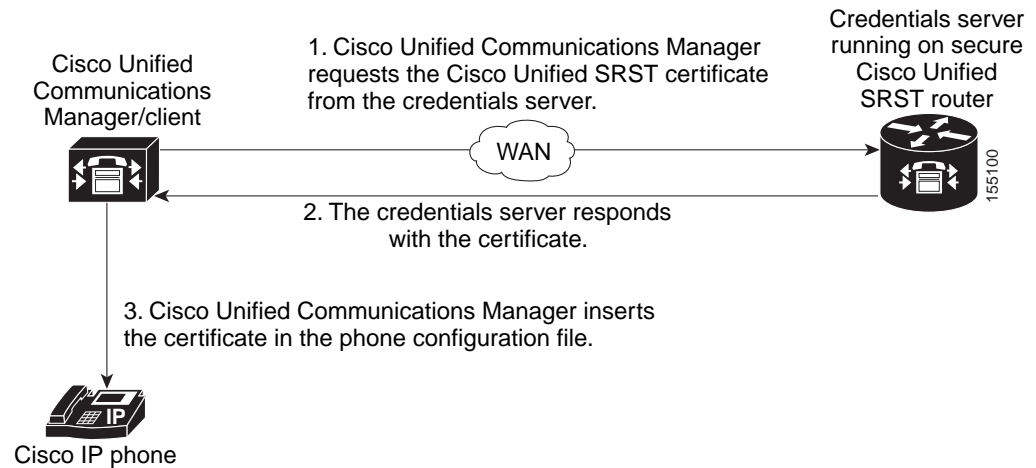 Cisco Unified
Communications
Manager/client
1. Cisco Unified Communications Manager
requests the Cisco Unified SRST certificate
from the credentials server.
Credentials server
running on secure
Cisco Unified
SRST router
WAN
155100
2. The credentials server responds
with the certificate.
3. Cisco Unified Communications Manager inserts
the certificate in the phone configuration file.
IP
Cisco IP phone